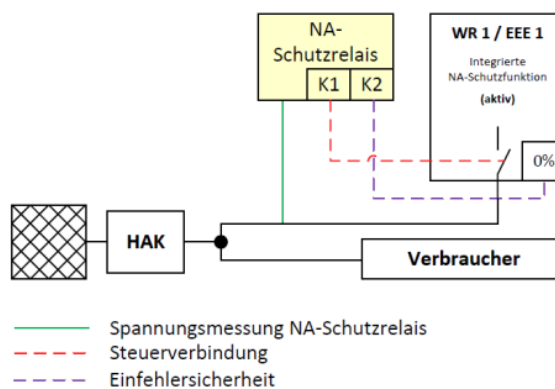 NA-
Schutzrelais
K1 K2
WR 1 / EEE 1
Integrierte
NA-Schutzfunktion
(aktiv)
0%
HAK
Verbraucher
Spannungsmessung NA-Schutzrelais
Steuerverbindung
Einfehlersicherheit